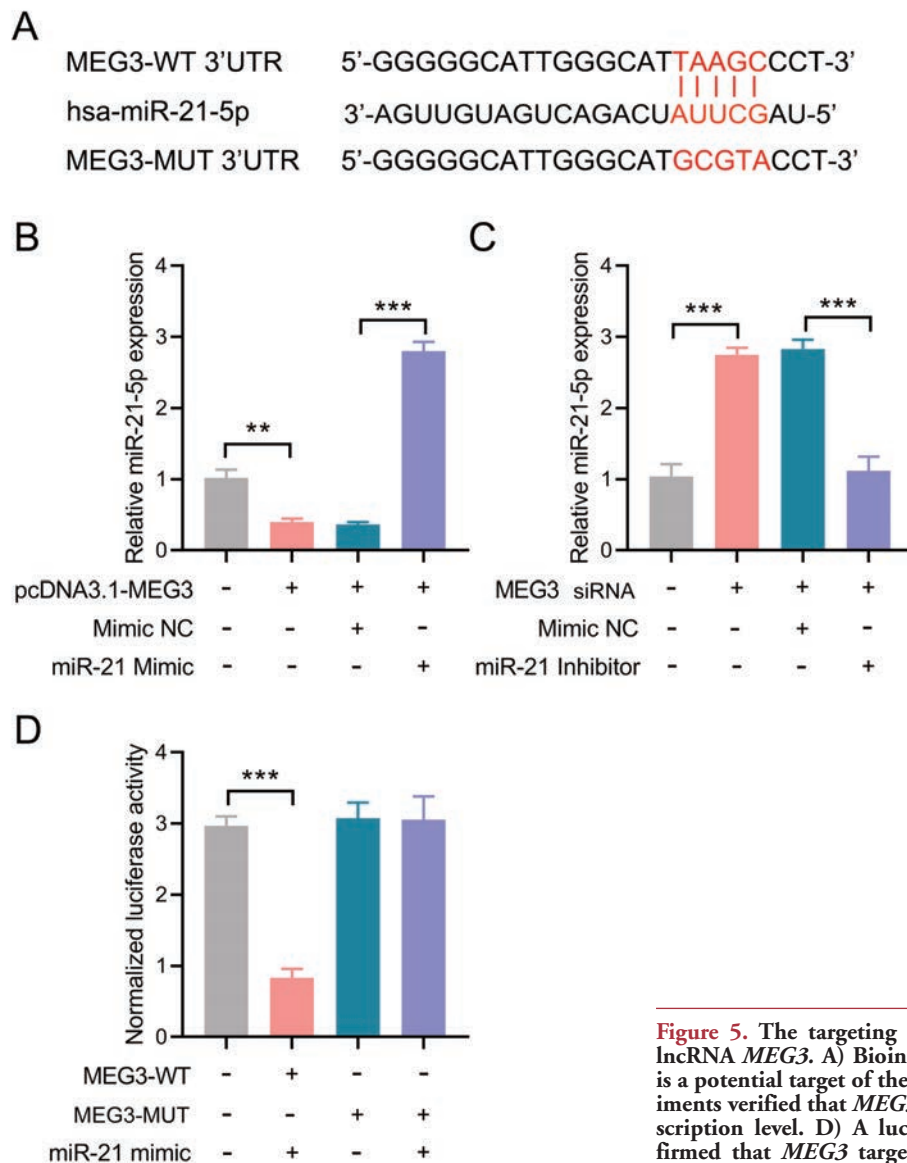 A
MEG3-WT 3'UTR 5'-GGGGGCATTGGGCATTAAGCCCT-3'
hsa-miR-21-5p 3'-AGUUGUAGUCAGACUAUUCGAU-5'
MEG3-MUT 3'UTR 5'-GGGGGCATTGGGCATGCGTACCT-3'
B
Relative miR-21-5p expression
4
3
2
1
0
**
***
pcDNA3.1-MEG3 - + + +
Mimic NC - - + -
miR-21 Mimic - - - +
C
Relative miR-21-5p expression
4
3
2
1
0
***
***
MEG3 siRNA - + + +
Mimic NC - - + -
miR-21 Inhibitor - - - +
D
Normalized luciferase activity
4
3
2
1
0
***
MEG3-WT - + - -
MEG3-MUT - - + +
miR-21 mimic - + - +
Figure 5. The targeting
lncRNA MEG3. A) Bioin
is a potential target of the
iments verified that MEG3
scription level. D) A luc
firmed that MEG3 targe